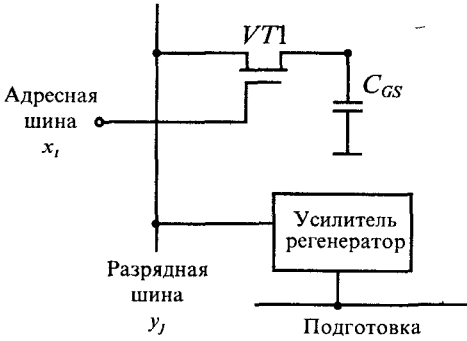 VT1
C_GS
Адресная
шина
x_i
Усилитель
регенератор
Разрядная
шина
y_J
Подготовка